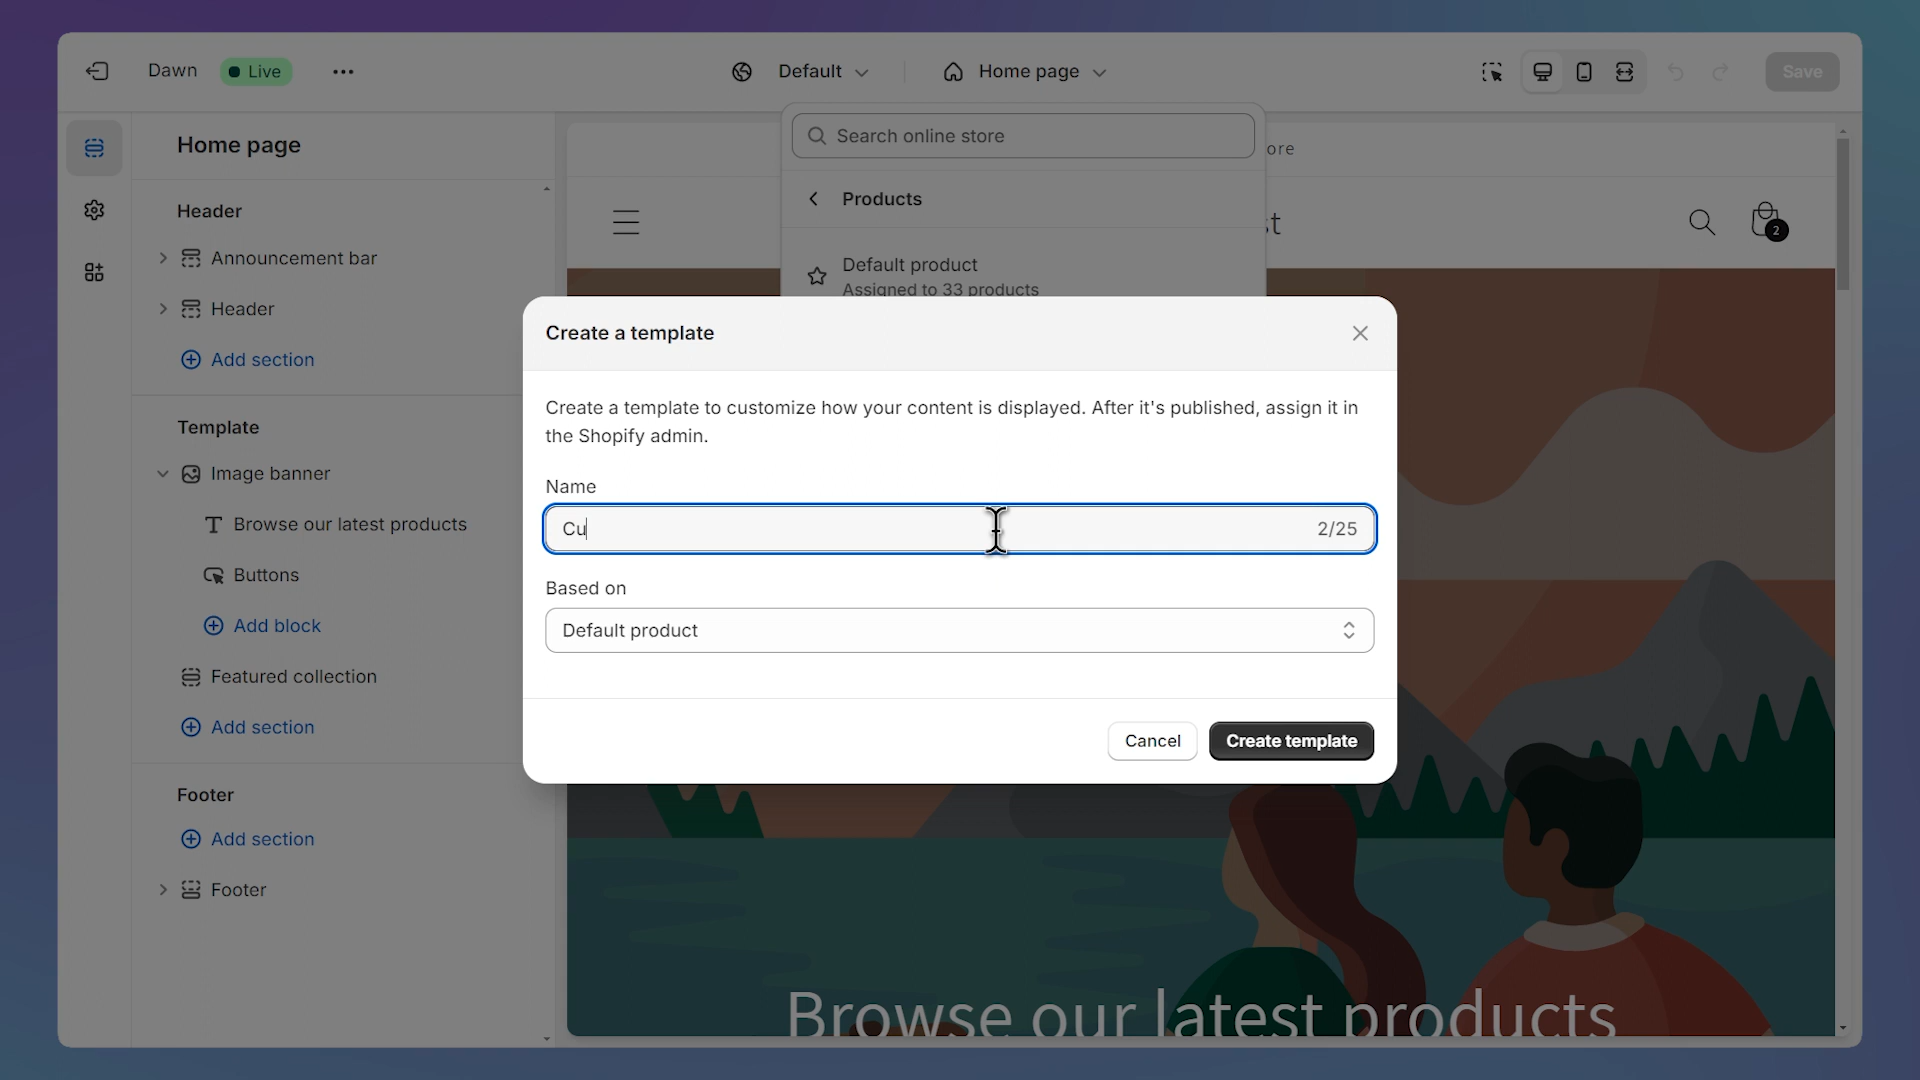 Dawn
Live
Default
Home page
Save
Home page
Search online store
ore
Products
Header
Announcement bar
Default product
Assigned to 33 products
st
2
Header
Add section
Create a template
Create a template to customize how your content is displayed. After it's published, assign it in
the Shopify admin.
Template
Image banner
Name
Cu
2/25
Browse our latest products
Buttons
Based on
Add block
Default product
Featured collection
Add section
Cancel
Create template
Footer
Add section
Footer
Browse our latest products